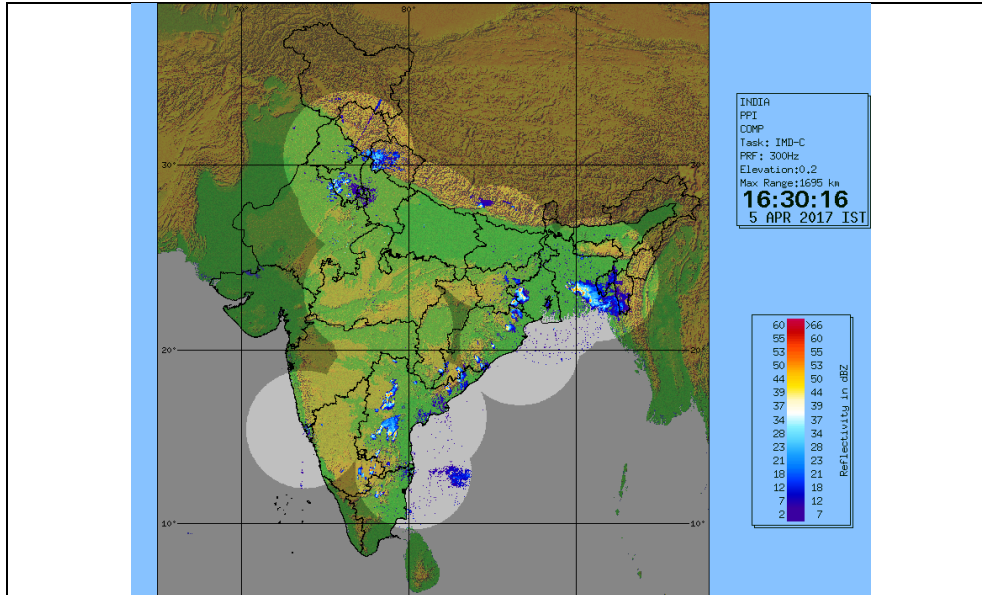 70° 80° 90°
30°
20° 20°
10° 10°
INDIA
PPI
COMP
Task: IMD-C
PRF: 300Hz
Elevation:0.2
Max Range:1695 km
16:30:16
5 APR 2017 IST
60 >66
55 60
53 55
50 53
44 50
39 44
37 39
34 37
28 34
23 28
21 23
18 21
12 18
7 12
2 7
Reflectivity in dBZ